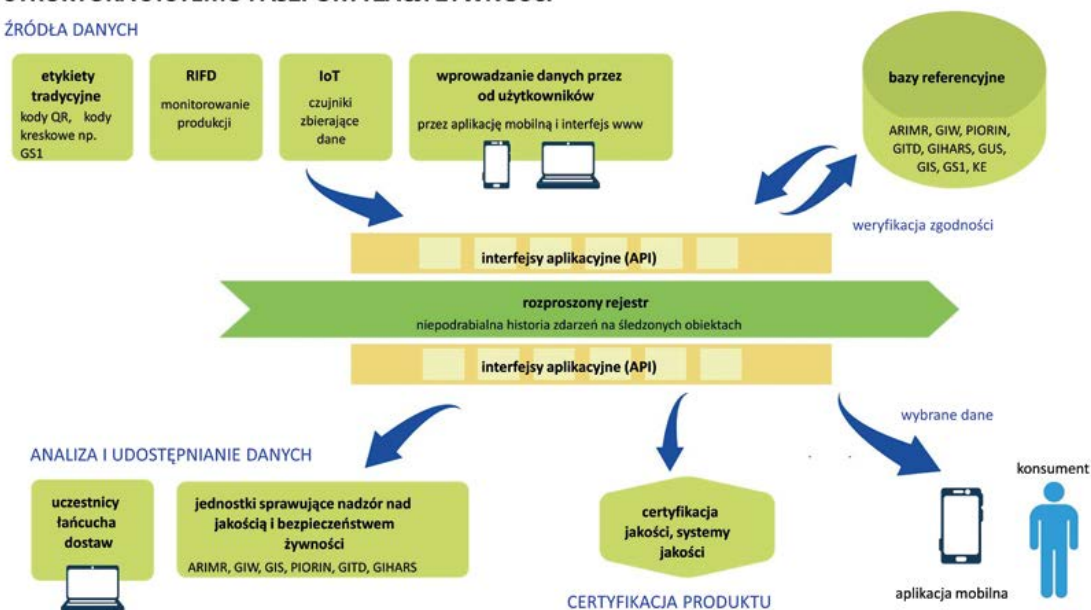 ŹRÓDŁA DANYCH
etykiety
tradycyjne
kody QR, kody
kreskowe np.
GS1
RIFD
monitorowanie
produkcji
IoT
czujniki
zbierające
dane
wprowadzanie danych przez
od użytkowników
przez aplikację mobilną i interfejs www
bazy referencyjne
ARIMR, GIW, PIORIN,
GITD, GIHARS, GUS,
GIS, GS1, KE
weryfikacja zgodności
interfejsy aplikacyjne (API)
rozproszony rejestr
niepodrabialna historia zdarzeń na śledzonych obiektach
interfejsy aplikacyjne (API)
wybrane dane
ANALIZA I UDOSTĘPNIANIE DANYCH
uczestnicy
łańcucha
dostaw
jednostki sprawujące nadzór nad
jakością i bezpieczeństwem
żywności
ARIMR, GIW, GIS, PIORIN, GITD, GIHARS
certyfikacja
jakości, systemy
jakości
CERTYFIKACJA PRODUKTU
konsument
aplikacja mobilna